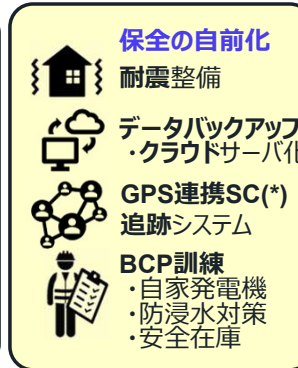 保全の自前化
耐震整備
データバックアップ
・クラウドサーバ化
GPS連携SC(*)
追跡システム
BCP訓練
・自家発電機
・防浸水対策
・安全在庫